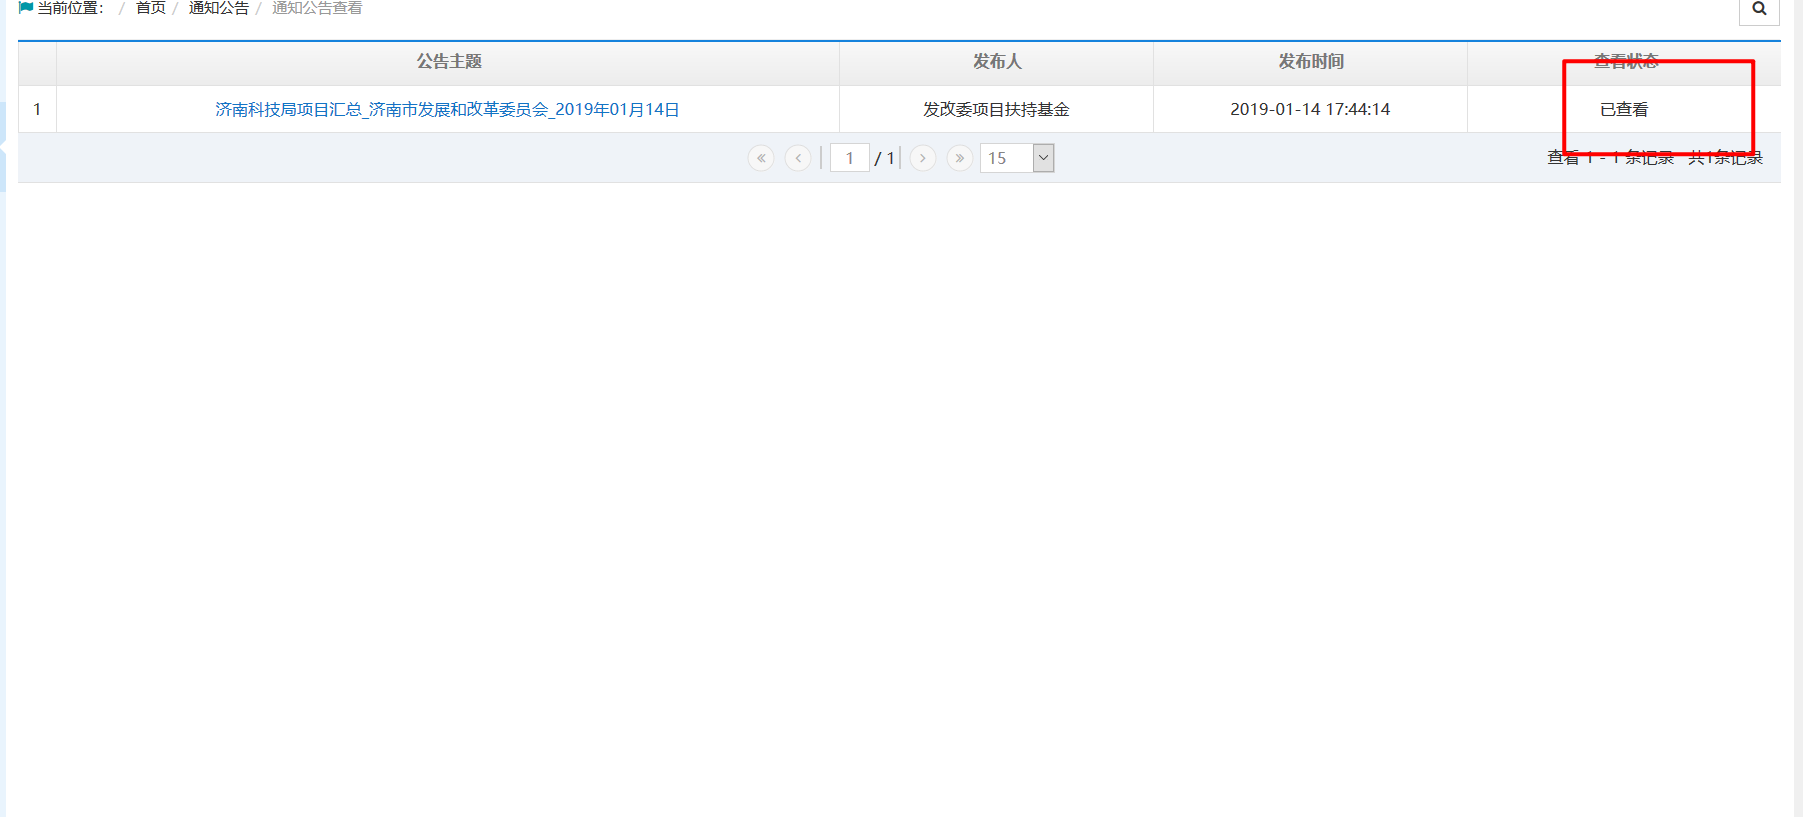 当前位置： / 首页 / 通知公告 / 通知公告查看
公告主题 发布人 发布时间 查看状态
1 济南科技局项目汇总_济南市发展和改革委员会_2019年01月14日 发改委项目扶持基金 2019-01-14 17:44:14 已查看
1 / 1 15 查看 1 - 1 条记录 共1条记录